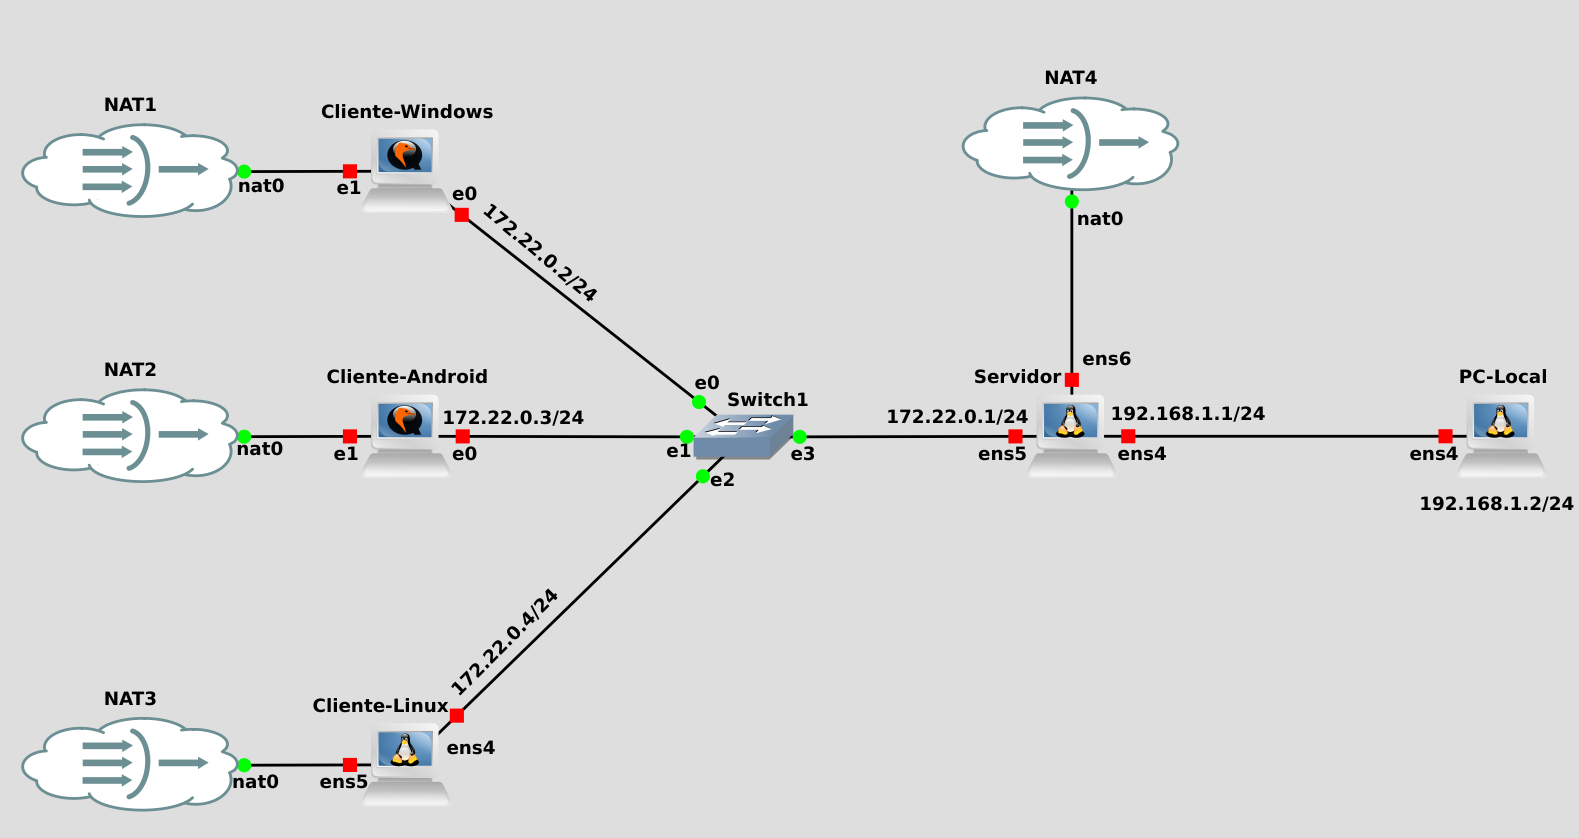 NAT1
Cliente-Windows
nat0
e1
e0
172.22.0.2/24
NAT4
nat0
ens6
NAT2
Cliente-Android
nat0
e1
172.22.0.3/24
e0
e0
Switch1
e1
e2
e3
Servidor
172.22.0.1/24
ens5
192.168.1.1/24
ens4
PC-Local
ens4
192.168.1.2/24
NAT3
Cliente-Linux
172.22.0.4/24
ens4
nat0
ens5